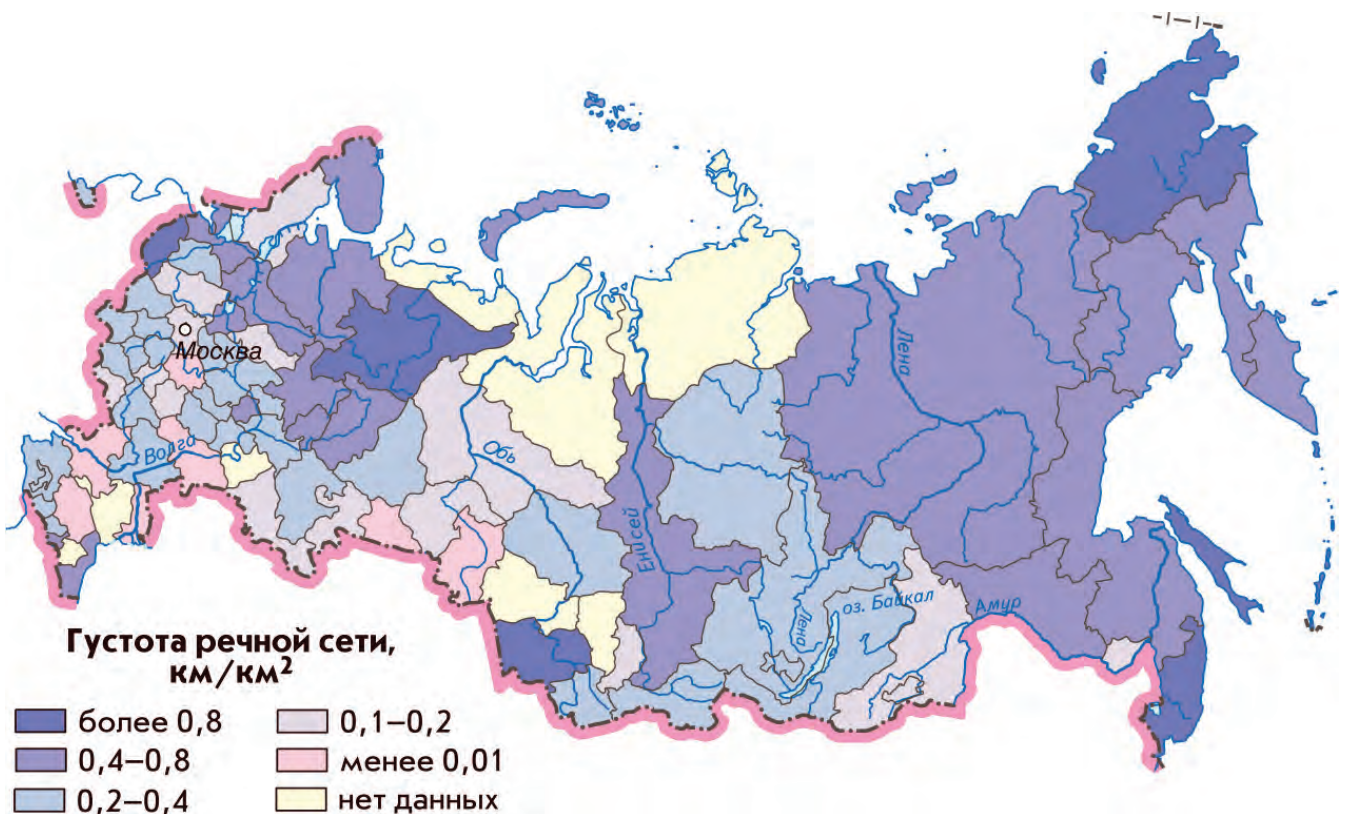 Москва
Волга
Обь
Енисей
Лена
Лена
оз. Байкал
Амур
Густота речной сети,
км/км²
более 0,8
0,4–0,8
0,2–0,4
0,1–0,2
менее 0,01
нет данных